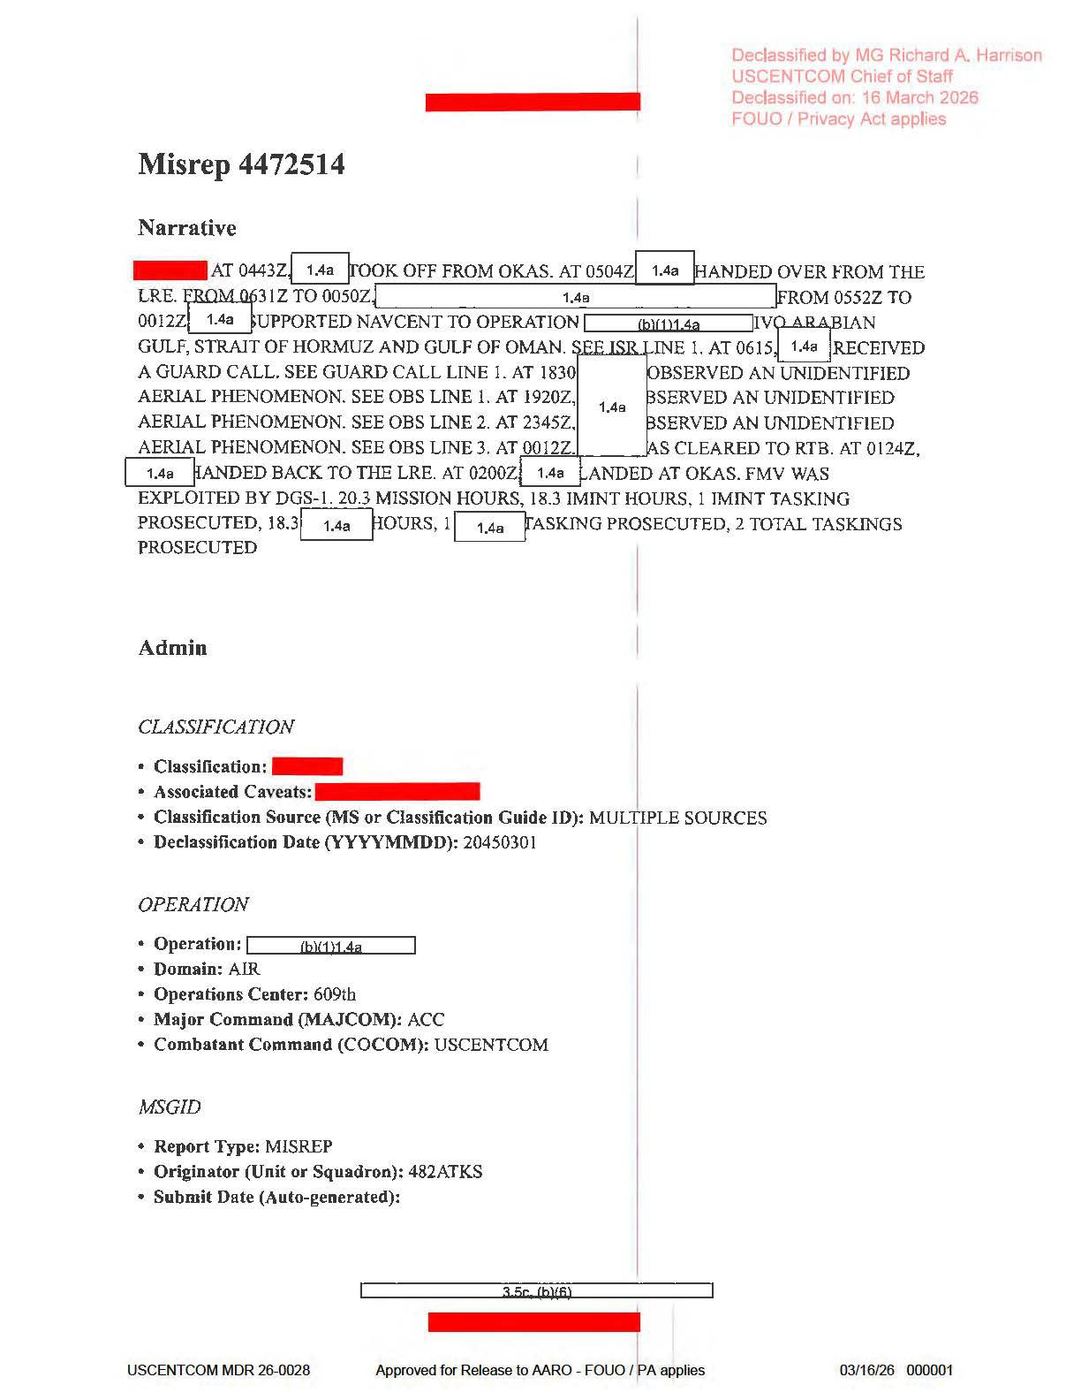 Declassified by MG Richard A. Harrison
USCENTCOM Chief of Staff
Declassified on: 16 March 2026
FOUO / Privacy Act applies
Misrep 4472514
Narrative
AT 0443Z, 1.4a TOOK OFF FROM OKAS. AT 0504Z 1.4a HANDED OVER FROM THE
LRE. FROM 0631Z TO 0050Z, 1.4a FROM 0552Z TO
0012Z 1.4a SUPPORTED NAVCENT TO OPERATION (b)(1)1.4a IVO ARABIAN
GULF, STRAIT OF HORMUZ AND GULF OF OMAN. SEE ISR LINE 1. AT 0615, 1.4a RECEIVED
A GUARD CALL. SEE GUARD CALL LINE 1. AT 1830 OBSERVED AN UNIDENTIFIED
AERIAL PHENOMENON. SEE OBS LINE 1. AT 1920Z, 1.4a BSERVED AN UNIDENTIFIED
AERIAL PHENOMENON. SEE OBS LINE 2. AT 2345Z, BSERVED AN UNIDENTIFIED
AERIAL PHENOMENON. SEE OBS LINE 3. AT 0012Z, AS CLEARED TO RTB. AT 0124Z,
1.4a HANDED BACK TO THE LRE. AT 0200Z 1.4a LANDED AT OKAS. FMV WAS
EXPLOITED BY DGS-1. 20.3 MISSION HOURS, 18.3 IMINT HOURS, 1 IMINT TASKING
PROSECUTED, 18.3 1.4a HOURS, 1 1.4a TASKING PROSECUTED, 2 TOTAL TASKINGS
PROSECUTED
Admin
CLASSIFICATION
• Classification:
• Associated Caveats:
• Classification Source (MS or Classification Guide ID): MULTIPLE SOURCES
• Declassification Date (YYYYMMDD): 20450301
OPERATION
• Operation: (b)(1)1.4a
• Domain: AIR
• Operations Center: 609th
• Major Command (MAJCOM): ACC
• Combatant Command (COCOM): USCENTCOM
MSGID
• Report Type: MISREP
• Originator (Unit or Squadron): 482ATKS
• Submit Date (Auto-generated):
3.5c, (b)(6)
USCENTCOM MDR 26-0028 Approved for Release to AARO - FOUO / PA applies 03/16/26 000001